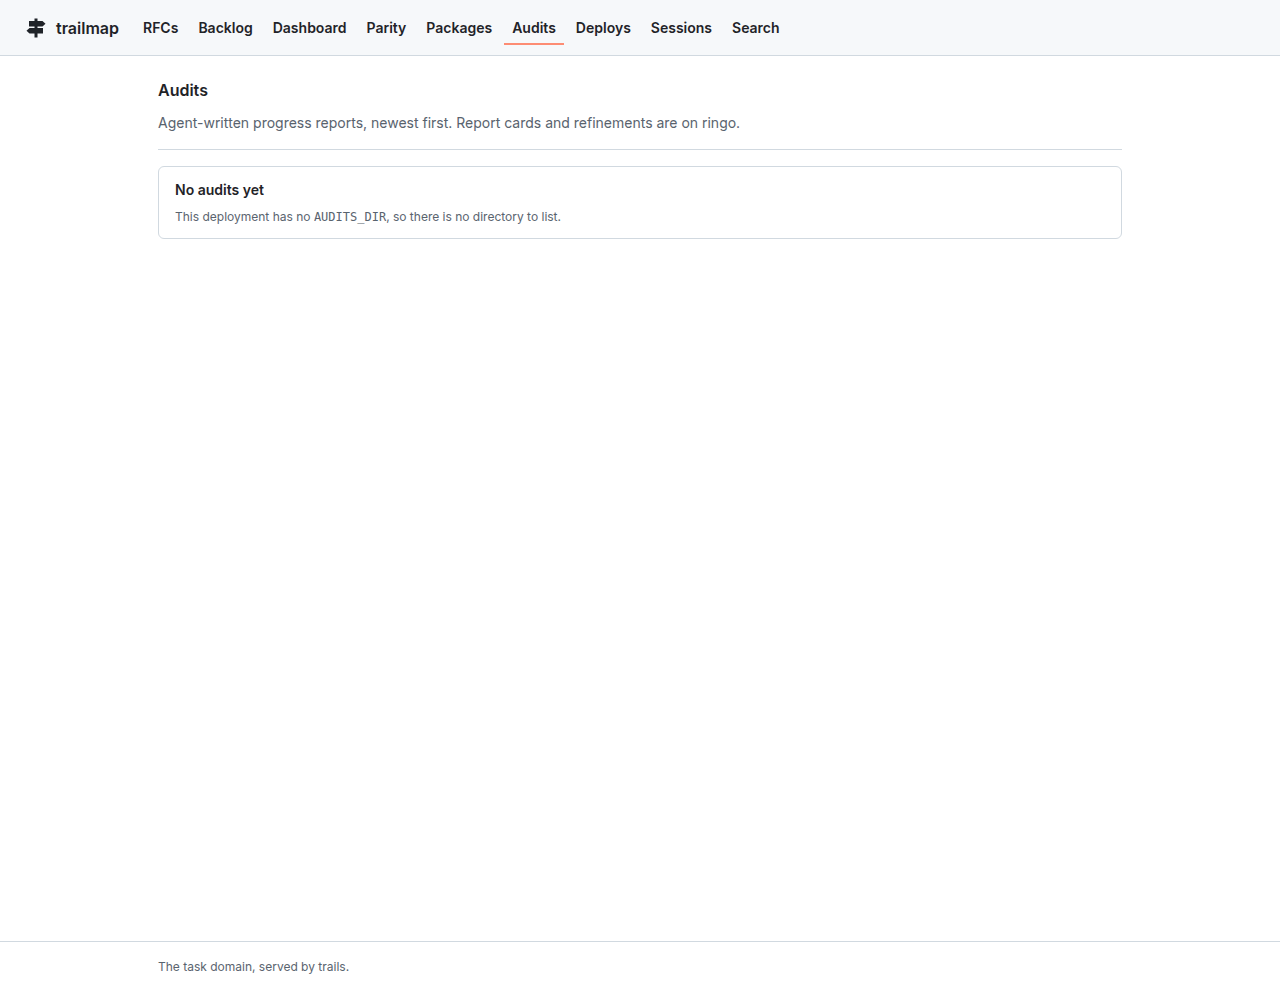 trailmap RFCs Backlog Dashboard Parity Packages Audits Deploys Sessions Search
Audits
Agent-written progress reports, newest first. Report cards and refinements are on ringo.
No audits yet
This deployment has no AUDITS_DIR, so there is no directory to list.
The task domain, served by trails.